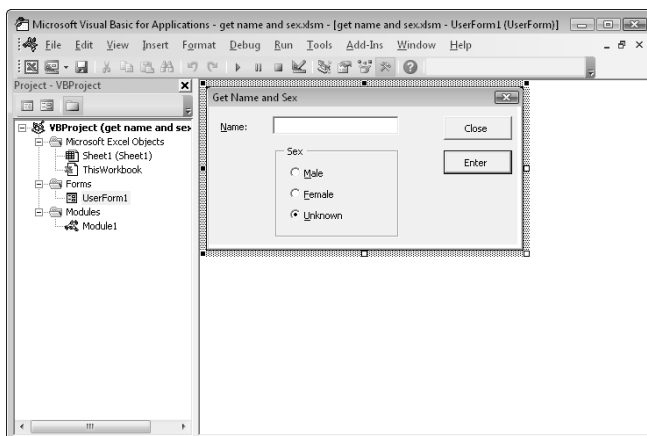 Microsoft Visual Basic for Applications - get name and sex.xlsm - [get name and sex.xlsm - UserForm1 (UserForm)]
File Edit View Insert Format Debug Run Tools Add-Ins Window Help
Project - VBProject
VBProject (get name and sex
Microsoft Excel Objects
Sheet1 (Sheet1)
ThisWorkbook
Forms
UserForm1
Modules
Module1
Get Name and Sex
Name:
Close
Sex
Enter
Male
Female
Unknown